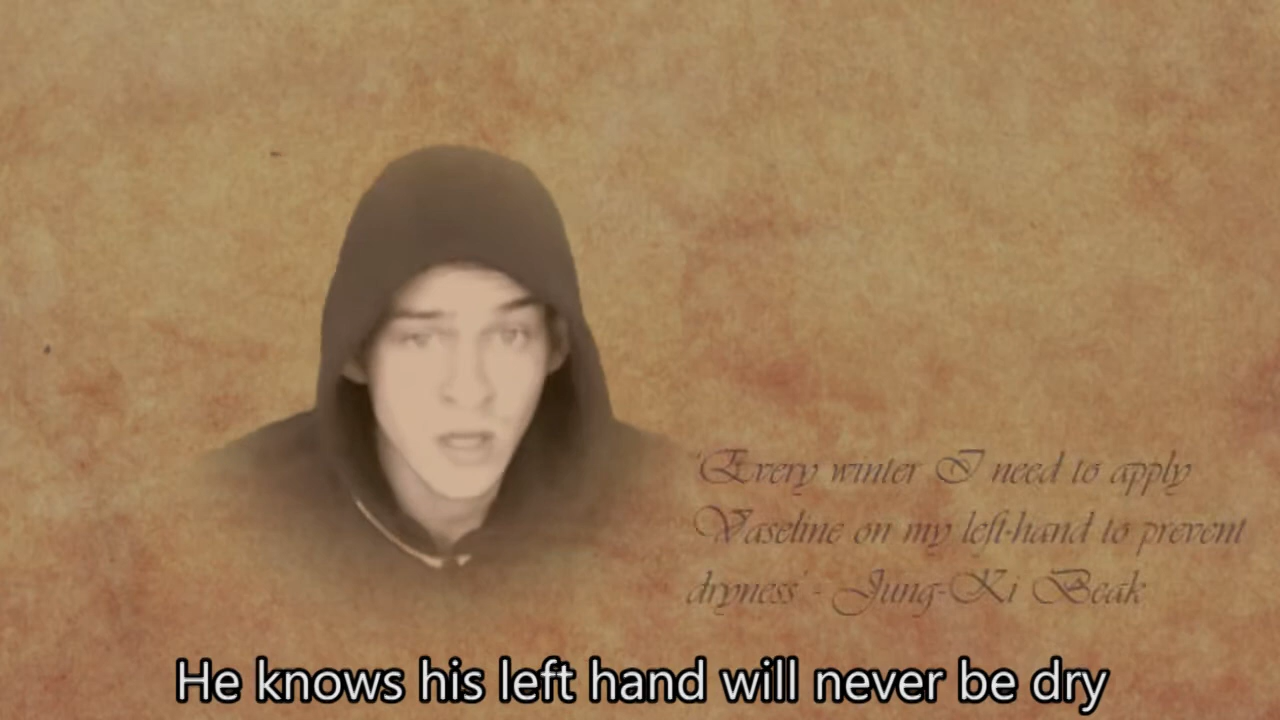 'Every winter I need to apply
Vaseline on my left-hand to prevent
dryness' - Jung-Ki Beak
He knows his left hand will never be dry